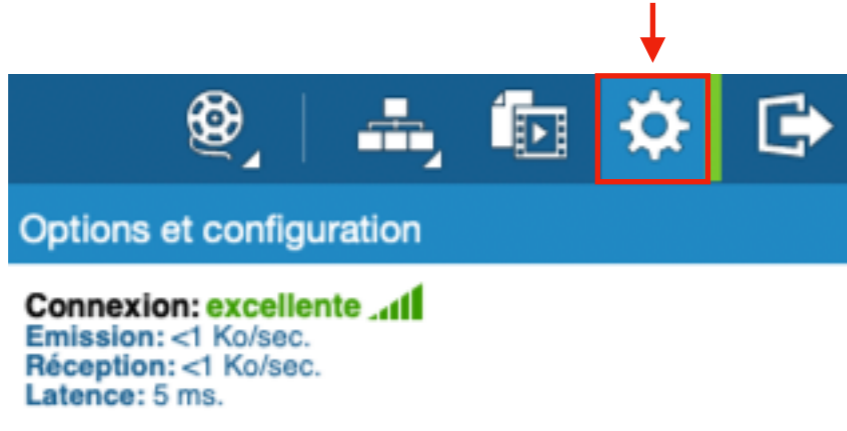 Options et configuration
Connexion: excellente
Emission: <1 Ko/sec.
Réception: <1 Ko/sec.
Latence: 5 ms.